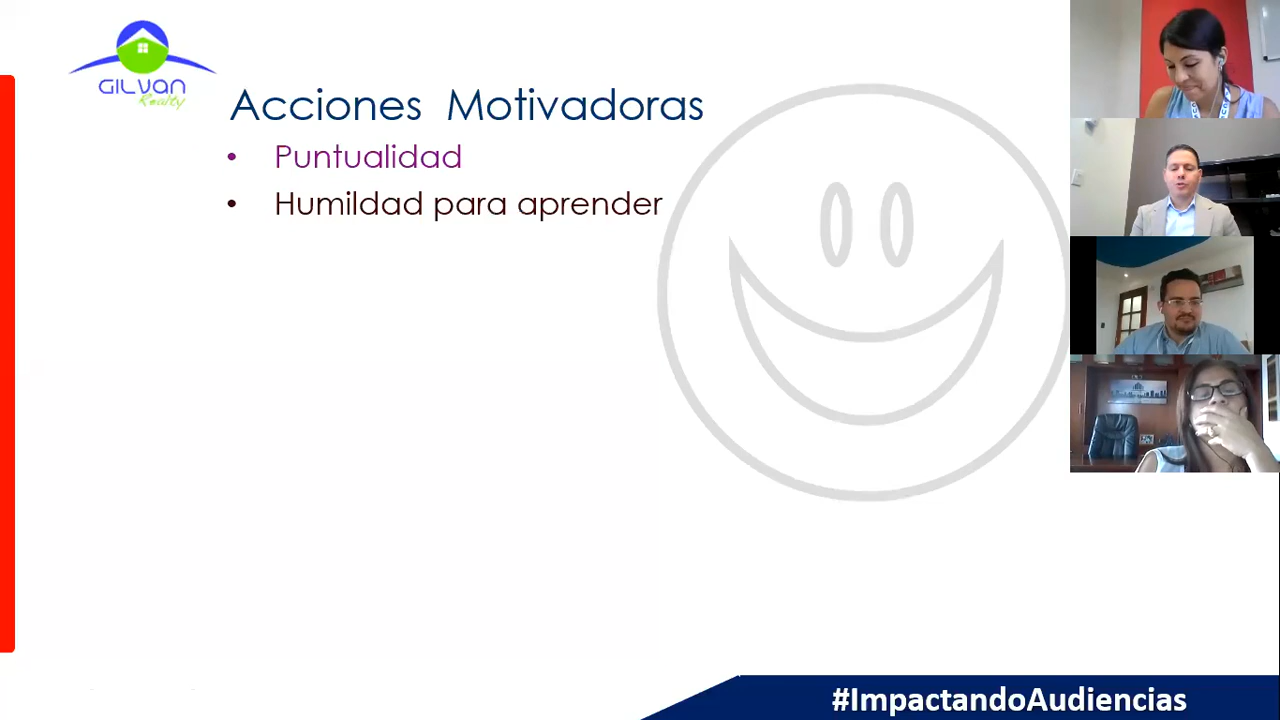 GILVAN
Realty
Acciones Motivadoras
• Puntualidad
• Humildad para aprender
#ImpactandoAudiencias